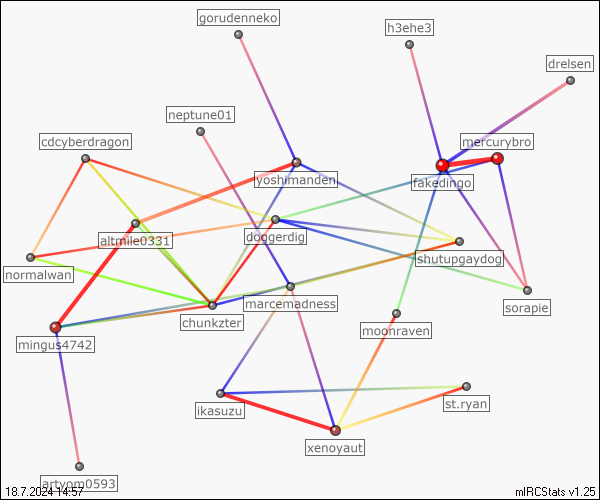 gorudenneko
h3ehe3
drelsen
neptune01
cdcyberdragon
mercurybro
yoshimanden
fakedingo
altmile0331
doggerdig
shutupgaydog
normalwan
marcemadness
sorapie
chunkzter
moonraven
mingus4742
ikasuzu
st.ryan
xenoyaut
artyom0593
18.7.2024 14:57
mIRCStats v1.25